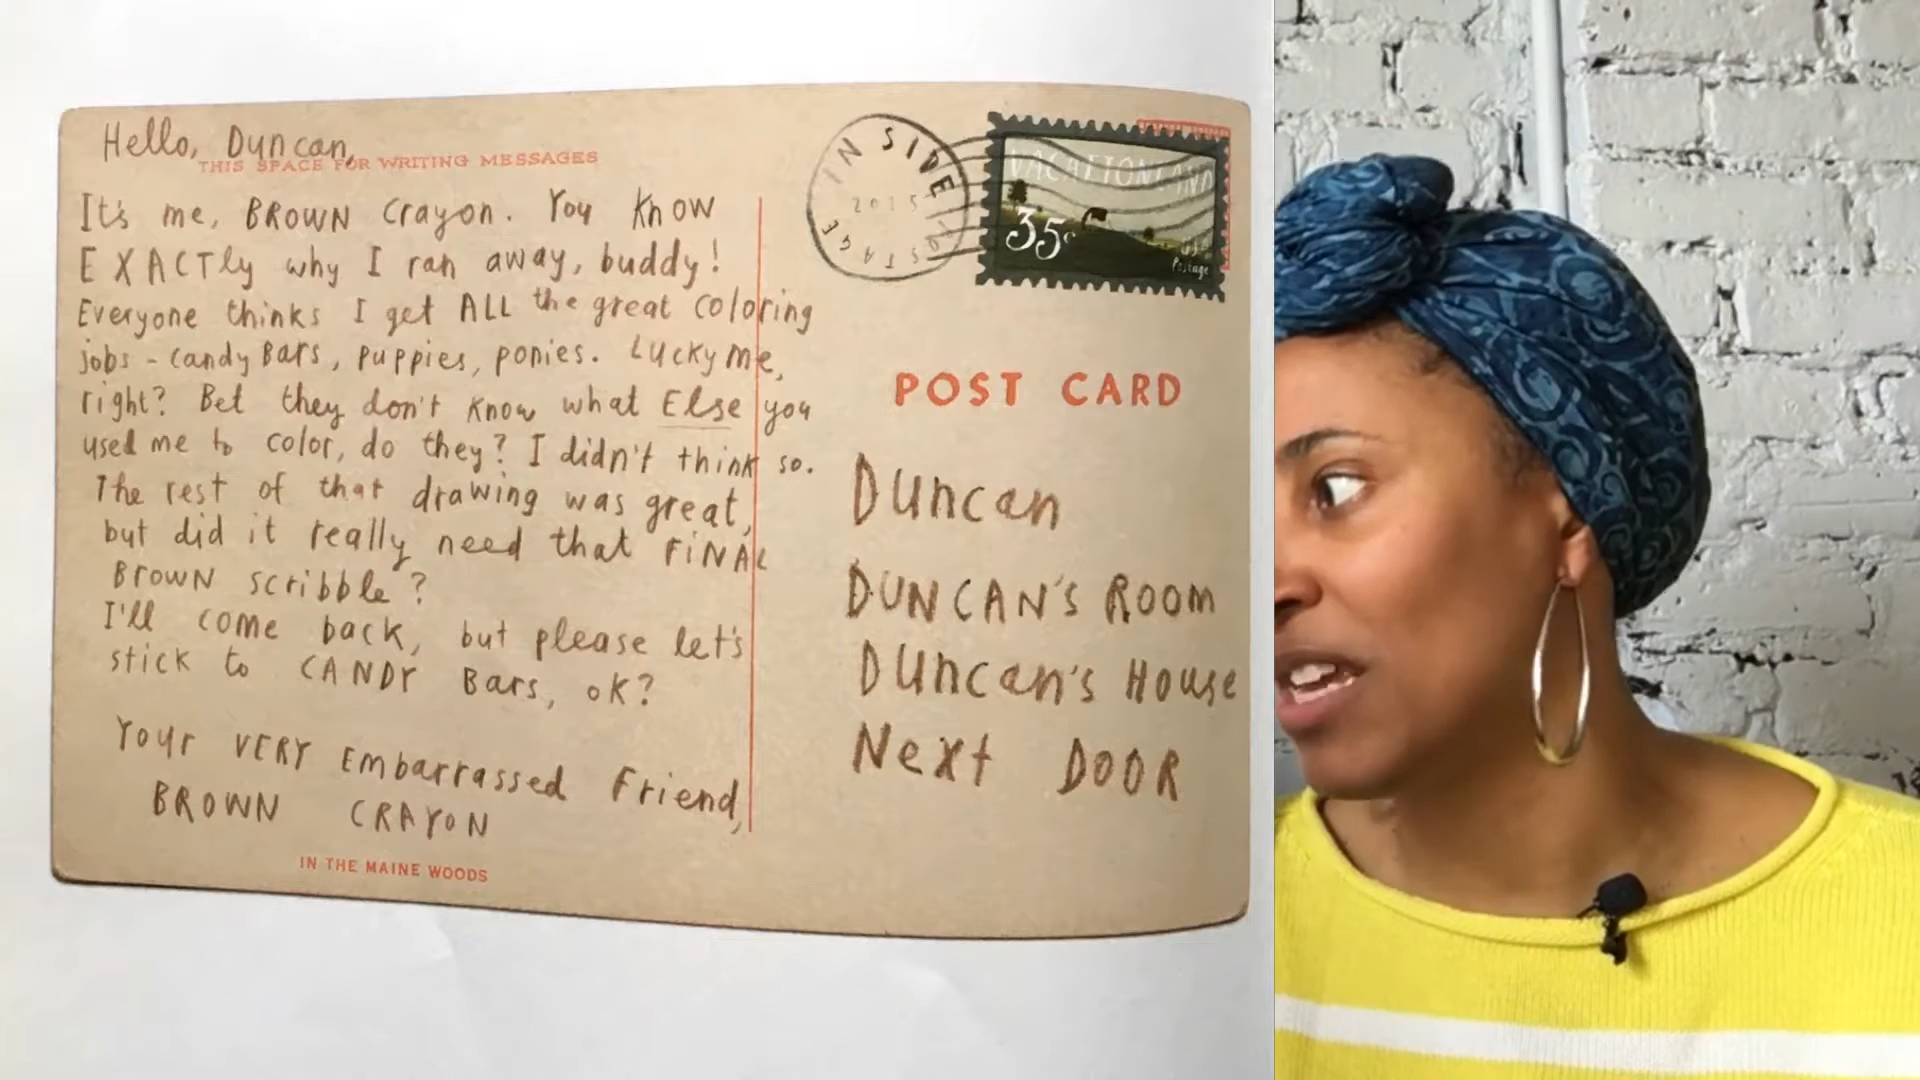 Hello, Duncan,
THIS SPACE FOR WRITING MESSAGES
It's me, BROWN Crayon. You Know
EXACTly why I ran away, buddy!
Everyone thinks I get ALL the great coloring
jobs - candy Bars, puppies, ponies. Lucky me,
right? Bet they don't know what Else you
used me to color, do they? I didn't think so.
The rest of that drawing was great,
but did it really need that FiNAL
Brown scribble?
I'll come back, but please let's
stick to CANDY Bars, OK?
Your VERY Embarrassed Friend,
BROWN CRAYON
IN THE MAINE WOODS
IN SIDE
2015
POSTAGE
VACATIONLAND
35c
Postage
POST CARD
Duncan
DUNCAN'S ROOM
Duncan's House
Next DOOR